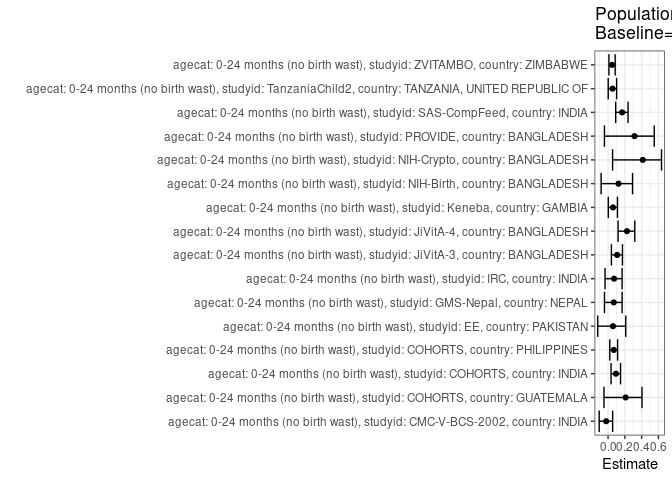 Population
Baseline=
agecat: 0-24 months (no birth wast), studyid: ZVITAMBO, country: ZIMBABWE
agecat: 0-24 months (no birth wast), studyid: TanzaniaChild2, country: TANZANIA, UNITED REPUBLIC OF
agecat: 0-24 months (no birth wast), studyid: SAS-CompFeed, country: INDIA
agecat: 0-24 months (no birth wast), studyid: PROVIDE, country: BANGLADESH
agecat: 0-24 months (no birth wast), studyid: NIH-Crypto, country: BANGLADESH
agecat: 0-24 months (no birth wast), studyid: NIH-Birth, country: BANGLADESH
agecat: 0-24 months (no birth wast), studyid: Keneba, country: GAMBIA
agecat: 0-24 months (no birth wast), studyid: JiVitA-4, country: BANGLADESH
agecat: 0-24 months (no birth wast), studyid: JiVitA-3, country: BANGLADESH
agecat: 0-24 months (no birth wast), studyid: IRC, country: INDIA
agecat: 0-24 months (no birth wast), studyid: GMS-Nepal, country: NEPAL
agecat: 0-24 months (no birth wast), studyid: EE, country: PAKISTAN
agecat: 0-24 months (no birth wast), studyid: COHORTS, country: PHILIPPINES
agecat: 0-24 months (no birth wast), studyid: COHORTS, country: INDIA
agecat: 0-24 months (no birth wast), studyid: COHORTS, country: GUATEMALA
agecat: 0-24 months (no birth wast), studyid: CMC-V-BCS-2002, country: INDIA
0.00.20.40.6
Estimate